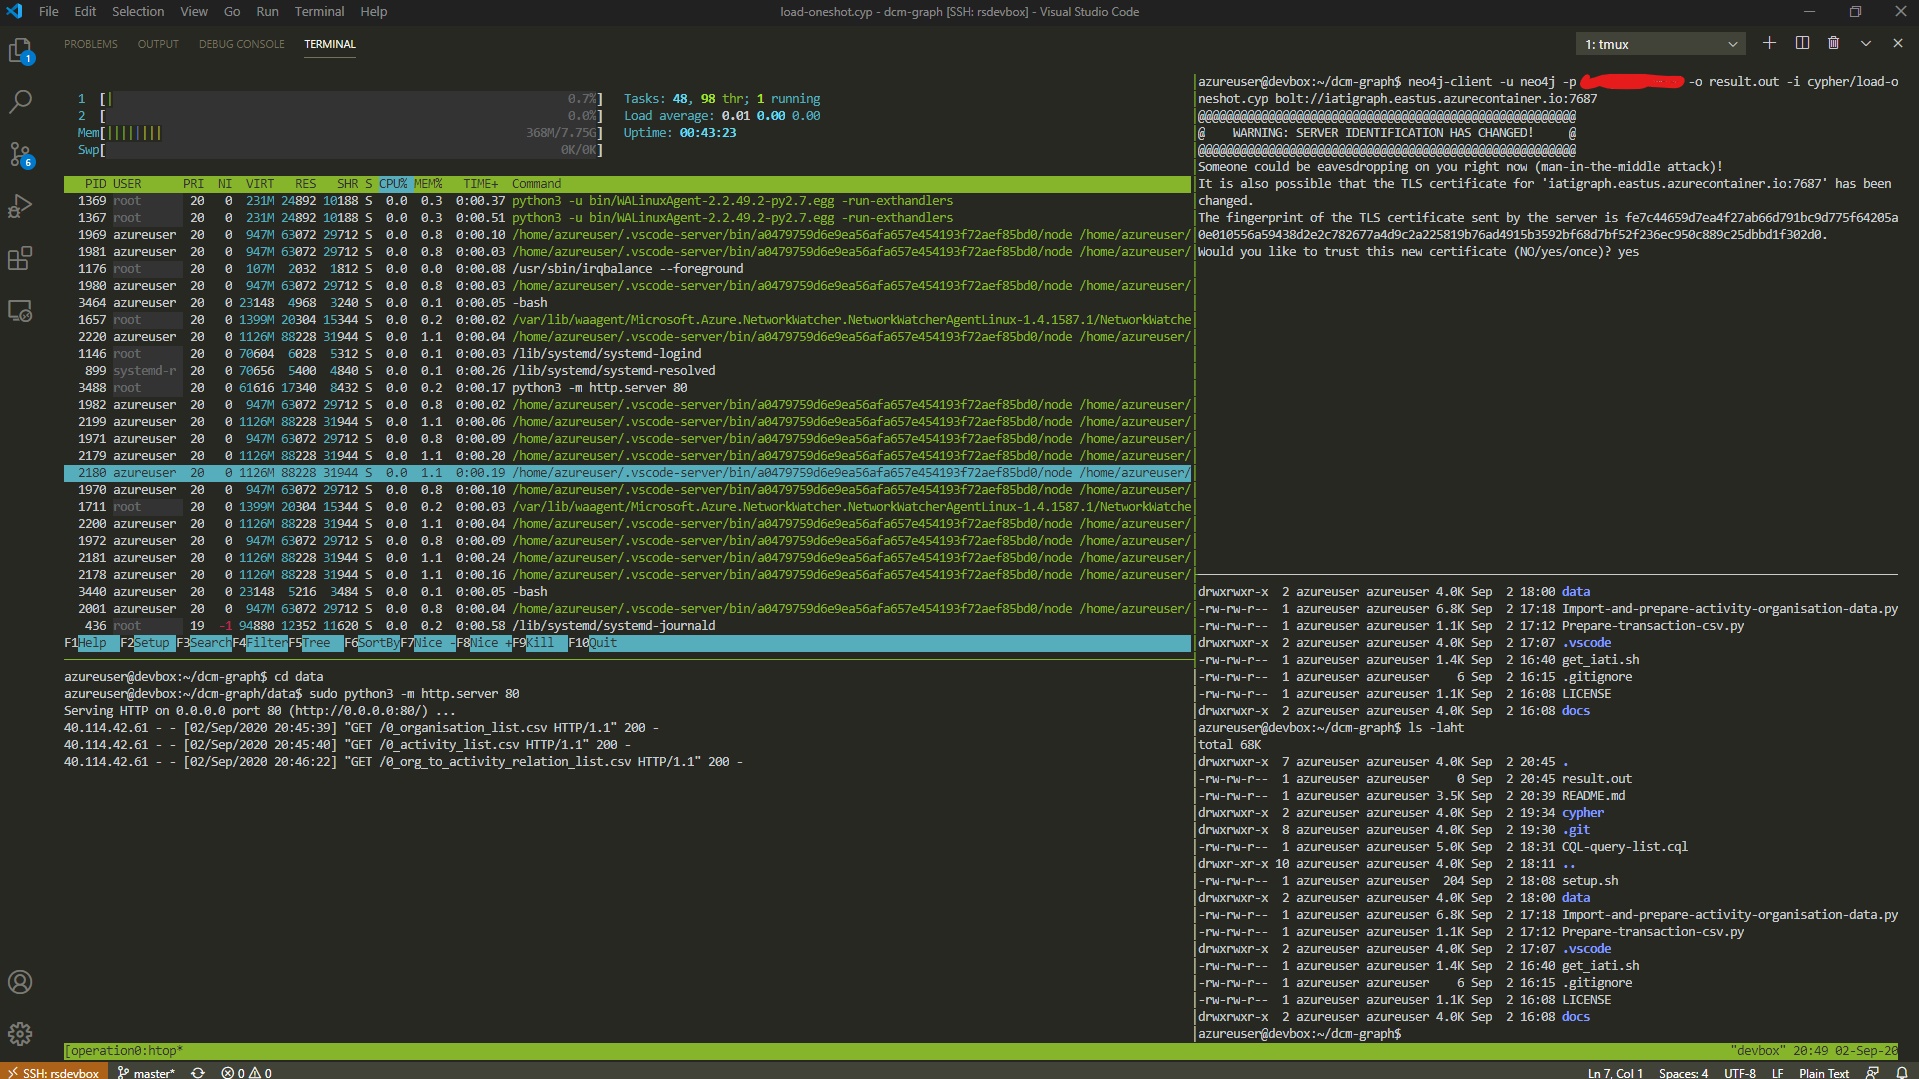 File Edit Selection View Go Run Terminal Help
load-oneshot.cyp - dcm-graph [SSH: rsdevbox] - Visual Studio Code
PROBLEMS OUTPUT DEBUG CONSOLE TERMINAL
1: tmux
1
6
1 [| 0.7%] Tasks: 48, 98 thr; 1 running
2 [ 0.0%] Load average: 0.01 0.00 0.00
Mem[|||||||| 368M/7.75G] Uptime: 00:43:23
Swp[ 0K/0K]
PID USER PRI NI VIRT RES SHR S CPU% MEM% TIME+ Command
1369 root 20 0 231M 24892 10188 S 0.0 0.3 0:00.37 python3 -u bin/WALinuxAgent-2.2.49.2-py2.7.egg -run-exthandlers
1367 root 20 0 231M 24892 10188 S 0.0 0.3 0:00.51 python3 -u bin/WALinuxAgent-2.2.49.2-py2.7.egg -run-exthandlers
1969 azureuser 20 0 947M 63072 29712 S 0.0 0.8 0:00.10 /home/azureuser/.vscode-server/bin/a0479759d6e9ea56afa657e454193f72aef85bd0/node /home/azureuser/
1981 azureuser 20 0 947M 63072 29712 S 0.0 0.8 0:00.03 /home/azureuser/.vscode-server/bin/a0479759d6e9ea56afa657e454193f72aef85bd0/node /home/azureuser/
1176 root 20 0 107M 2032 1812 S 0.0 0.0 0:00.08 /usr/sbin/irqbalance --foreground
1980 azureuser 20 0 947M 63072 29712 S 0.0 0.8 0:00.03 /home/azureuser/.vscode-server/bin/a0479759d6e9ea56afa657e454193f72aef85bd0/node /home/azureuser/
3464 azureuser 20 0 23148 4968 3240 S 0.0 0.1 0:00.05 -bash
1657 root 20 0 1399M 20304 15344 S 0.0 0.2 0:00.02 /var/lib/waagent/Microsoft.Azure.NetworkWatcher.NetworkWatcherAgentLinux-1.4.1587.1/NetworkWatche
2220 azureuser 20 0 1126M 88228 31944 S 0.0 1.1 0:00.04 /home/azureuser/.vscode-server/bin/a0479759d6e9ea56afa657e454193f72aef85bd0/node /home/azureuser/
1146 root 20 0 70604 6028 5312 S 0.0 0.1 0:00.03 /lib/systemd/systemd-logind
899 systemd-r 20 0 70656 5400 4840 S 0.0 0.1 0:00.26 /lib/systemd/systemd-resolved
3488 root 20 0 61616 17340 8432 S 0.0 0.2 0:00.17 python3 -m http.server 80
1982 azureuser 20 0 947M 63072 29712 S 0.0 0.8 0:00.02 /home/azureuser/.vscode-server/bin/a0479759d6e9ea56afa657e454193f72aef85bd0/node /home/azureuser/
2199 azureuser 20 0 1126M 88228 31944 S 0.0 1.1 0:00.06 /home/azureuser/.vscode-server/bin/a0479759d6e9ea56afa657e454193f72aef85bd0/node /home/azureuser/
1971 azureuser 20 0 947M 63072 29712 S 0.0 0.8 0:00.09 /home/azureuser/.vscode-server/bin/a0479759d6e9ea56afa657e454193f72aef85bd0/node /home/azureuser/
2179 azureuser 20 0 1126M 88228 31944 S 0.0 1.1 0:00.20 /home/azureuser/.vscode-server/bin/a0479759d6e9ea56afa657e454193f72aef85bd0/node /home/azureuser/
2180 azureuser 20 0 1126M 88228 31944 S 0.0 1.1 0:00.19 /home/azureuser/.vscode-server/bin/a0479759d6e9ea56afa657e454193f72aef85bd0/node /home/azureuser/
1970 azureuser 20 0 947M 63072 29712 S 0.0 0.8 0:00.10 /home/azureuser/.vscode-server/bin/a0479759d6e9ea56afa657e454193f72aef85bd0/node /home/azureuser/
1711 root 20 0 1399M 20304 15344 S 0.0 0.2 0:00.03 /var/lib/waagent/Microsoft.Azure.NetworkWatcher.NetworkWatcherAgentLinux-1.4.1587.1/NetworkWatche
2200 azureuser 20 0 1126M 88228 31944 S 0.0 1.1 0:00.04 /home/azureuser/.vscode-server/bin/a0479759d6e9ea56afa657e454193f72aef85bd0/node /home/azureuser/
1972 azureuser 20 0 947M 63072 29712 S 0.0 0.8 0:00.09 /home/azureuser/.vscode-server/bin/a0479759d6e9ea56afa657e454193f72aef85bd0/node /home/azureuser/
2181 azureuser 20 0 1126M 88228 31944 S 0.0 1.1 0:00.24 /home/azureuser/.vscode-server/bin/a0479759d6e9ea56afa657e454193f72aef85bd0/node /home/azureuser/
2178 azureuser 20 0 1126M 88228 31944 S 0.0 1.1 0:00.16 /home/azureuser/.vscode-server/bin/a0479759d6e9ea56afa657e454193f72aef85bd0/node /home/azureuser/
3440 azureuser 20 0 23148 5216 3484 S 0.0 0.1 0:00.05 -bash
2001 azureuser 20 0 947M 63072 29712 S 0.0 0.8 0:00.04 /home/azureuser/.vscode-server/bin/a0479759d6e9ea56afa657e454193f72aef85bd0/node /home/azureuser/
436 root 19 -1 94880 12352 11620 S 0.0 0.2 0:00.58 /lib/systemd/systemd-journald
F1Help F2Setup F3SearchF4FilterF5Tree F6SortByF7Nice -F8Nice +F9Kill F10Quit
azureuser@devbox:~/dcm-graph$ cd data
azureuser@devbox:~/dcm-graph/data$ sudo python3 -m http.server 80
Serving HTTP on 0.0.0.0 port 80 (http://0.0.0.0:80/) ...
40.114.42.61 - - [02/Sep/2020 20:45:39] "GET /0_organisation_list.csv HTTP/1.1" 200 -
40.114.42.61 - - [02/Sep/2020 20:45:40] "GET /0_activity_list.csv HTTP/1.1" 200 -
40.114.42.61 - - [02/Sep/2020 20:46:22] "GET /0_org_to_activity_relation_list.csv HTTP/1.1" 200 -
azureuser@devbox:~/dcm-graph$ neo4j-client -u neo4j -p -o result.out -i cypher/load-o
neshot.cyp bolt://iatigraph.eastus.azurecontainer.io:7687
@@@@@@@@@@@@@@@@@@@@@@@@@@@@@@@@@@@@@@@@@@@@@@@@@@@@@@
@ WARNING: SERVER IDENTIFICATION HAS CHANGED! @
@@@@@@@@@@@@@@@@@@@@@@@@@@@@@@@@@@@@@@@@@@@@@@@@@@@@@@
Someone could be eavesdropping on you right now (man-in-the-middle attack)!
It is also possible that the TLS certificate for 'iatigraph.eastus.azurecontainer.io:7687' has been
changed.
The fingerprint of the TLS certificate sent by the server is fe7c44659d7ea4f27ab66d791bc9d775f64205a
0e010556a59438d2e2c782677a4d9c2a225819b76ad4915b3592bf68d7bf52f236ec950c889c25dbbd1f302d0.
Would you like to trust this new certificate (NO/yes/once)? yes
drwxrwxr-x 2 azureuser azureuser 4.0K Sep 2 18:00 data
-rw-rw-r-- 1 azureuser azureuser 6.8K Sep 2 17:18 Import-and-prepare-activity-organisation-data.py
-rw-rw-r-- 1 azureuser azureuser 1.1K Sep 2 17:12 Prepare-transaction-csv.py
drwxrwxr-x 2 azureuser azureuser 4.0K Sep 2 17:07 .vscode
-rw-rw-r-- 1 azureuser azureuser 1.4K Sep 2 16:40 get_iati.sh
-rw-rw-r-- 1 azureuser azureuser 6 Sep 2 16:15 .gitignore
-rw-rw-r-- 1 azureuser azureuser 1.1K Sep 2 16:08 LICENSE
drwxrwxr-x 2 azureuser azureuser 4.0K Sep 2 16:08 docs
azureuser@devbox:~/dcm-graph$ ls -laht
total 68K
drwxrwxr-x 7 azureuser azureuser 4.0K Sep 2 20:45 .
-rw-rw-r-- 1 azureuser azureuser 0 Sep 2 20:45 result.out
-rw-rw-r-- 1 azureuser azureuser 3.5K Sep 2 20:39 README.md
drwxrwxr-x 2 azureuser azureuser 4.0K Sep 2 19:34 cypher
drwxrwxr-x 8 azureuser azureuser 4.0K Sep 2 19:30 .git
-rw-rw-r-- 1 azureuser azureuser 5.0K Sep 2 18:31 CQL-query-list.cql
drwxr-xr-x 10 azureuser azureuser 4.0K Sep 2 18:11 ..
-rw-rw-r-- 1 azureuser azureuser 204 Sep 2 18:08 setup.sh
drwxrwxr-x 2 azureuser azureuser 4.0K Sep 2 18:00 data
-rw-rw-r-- 1 azureuser azureuser 6.8K Sep 2 17:18 Import-and-prepare-activity-organisation-data.py
-rw-rw-r-- 1 azureuser azureuser 1.1K Sep 2 17:12 Prepare-transaction-csv.py
drwxrwxr-x 2 azureuser azureuser 4.0K Sep 2 17:07 .vscode
-rw-rw-r-- 1 azureuser azureuser 1.4K Sep 2 16:40 get_iati.sh
-rw-rw-r-- 1 azureuser azureuser 6 Sep 2 16:15 .gitignore
-rw-rw-r-- 1 azureuser azureuser 1.1K Sep 2 16:08 LICENSE
drwxrwxr-x 2 azureuser azureuser 4.0K Sep 2 16:08 docs
azureuser@devbox:~/dcm-graph$
[operation0:htop* "devbox" 20:49 02-Sep-20
SSH: rsdevbox master* 0 0 Ln 7, Col 1 Spaces: 4 UTF-8 LF Plain Text